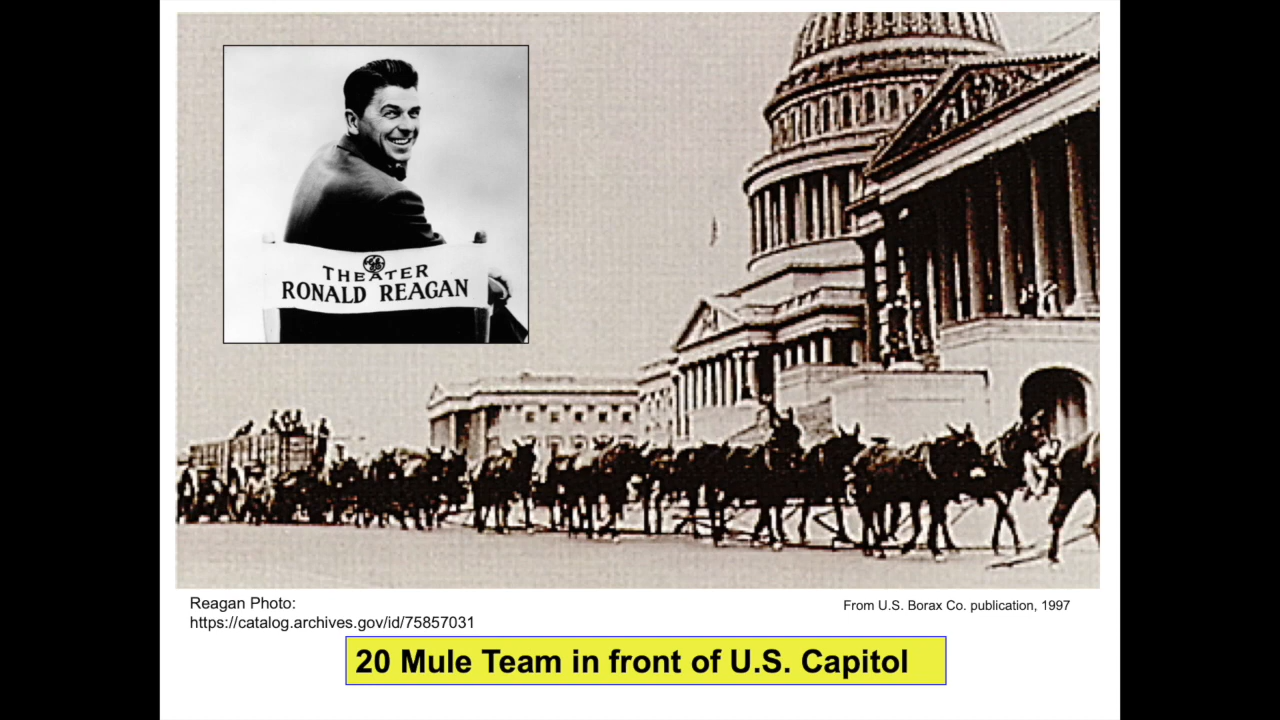 THEATER
RONALD REAGAN
Reagan Photo:
https://catalog.archives.gov/id/75857031
From U.S. Borax Co. publication, 1997
20 Mule Team in front of U.S. Capitol